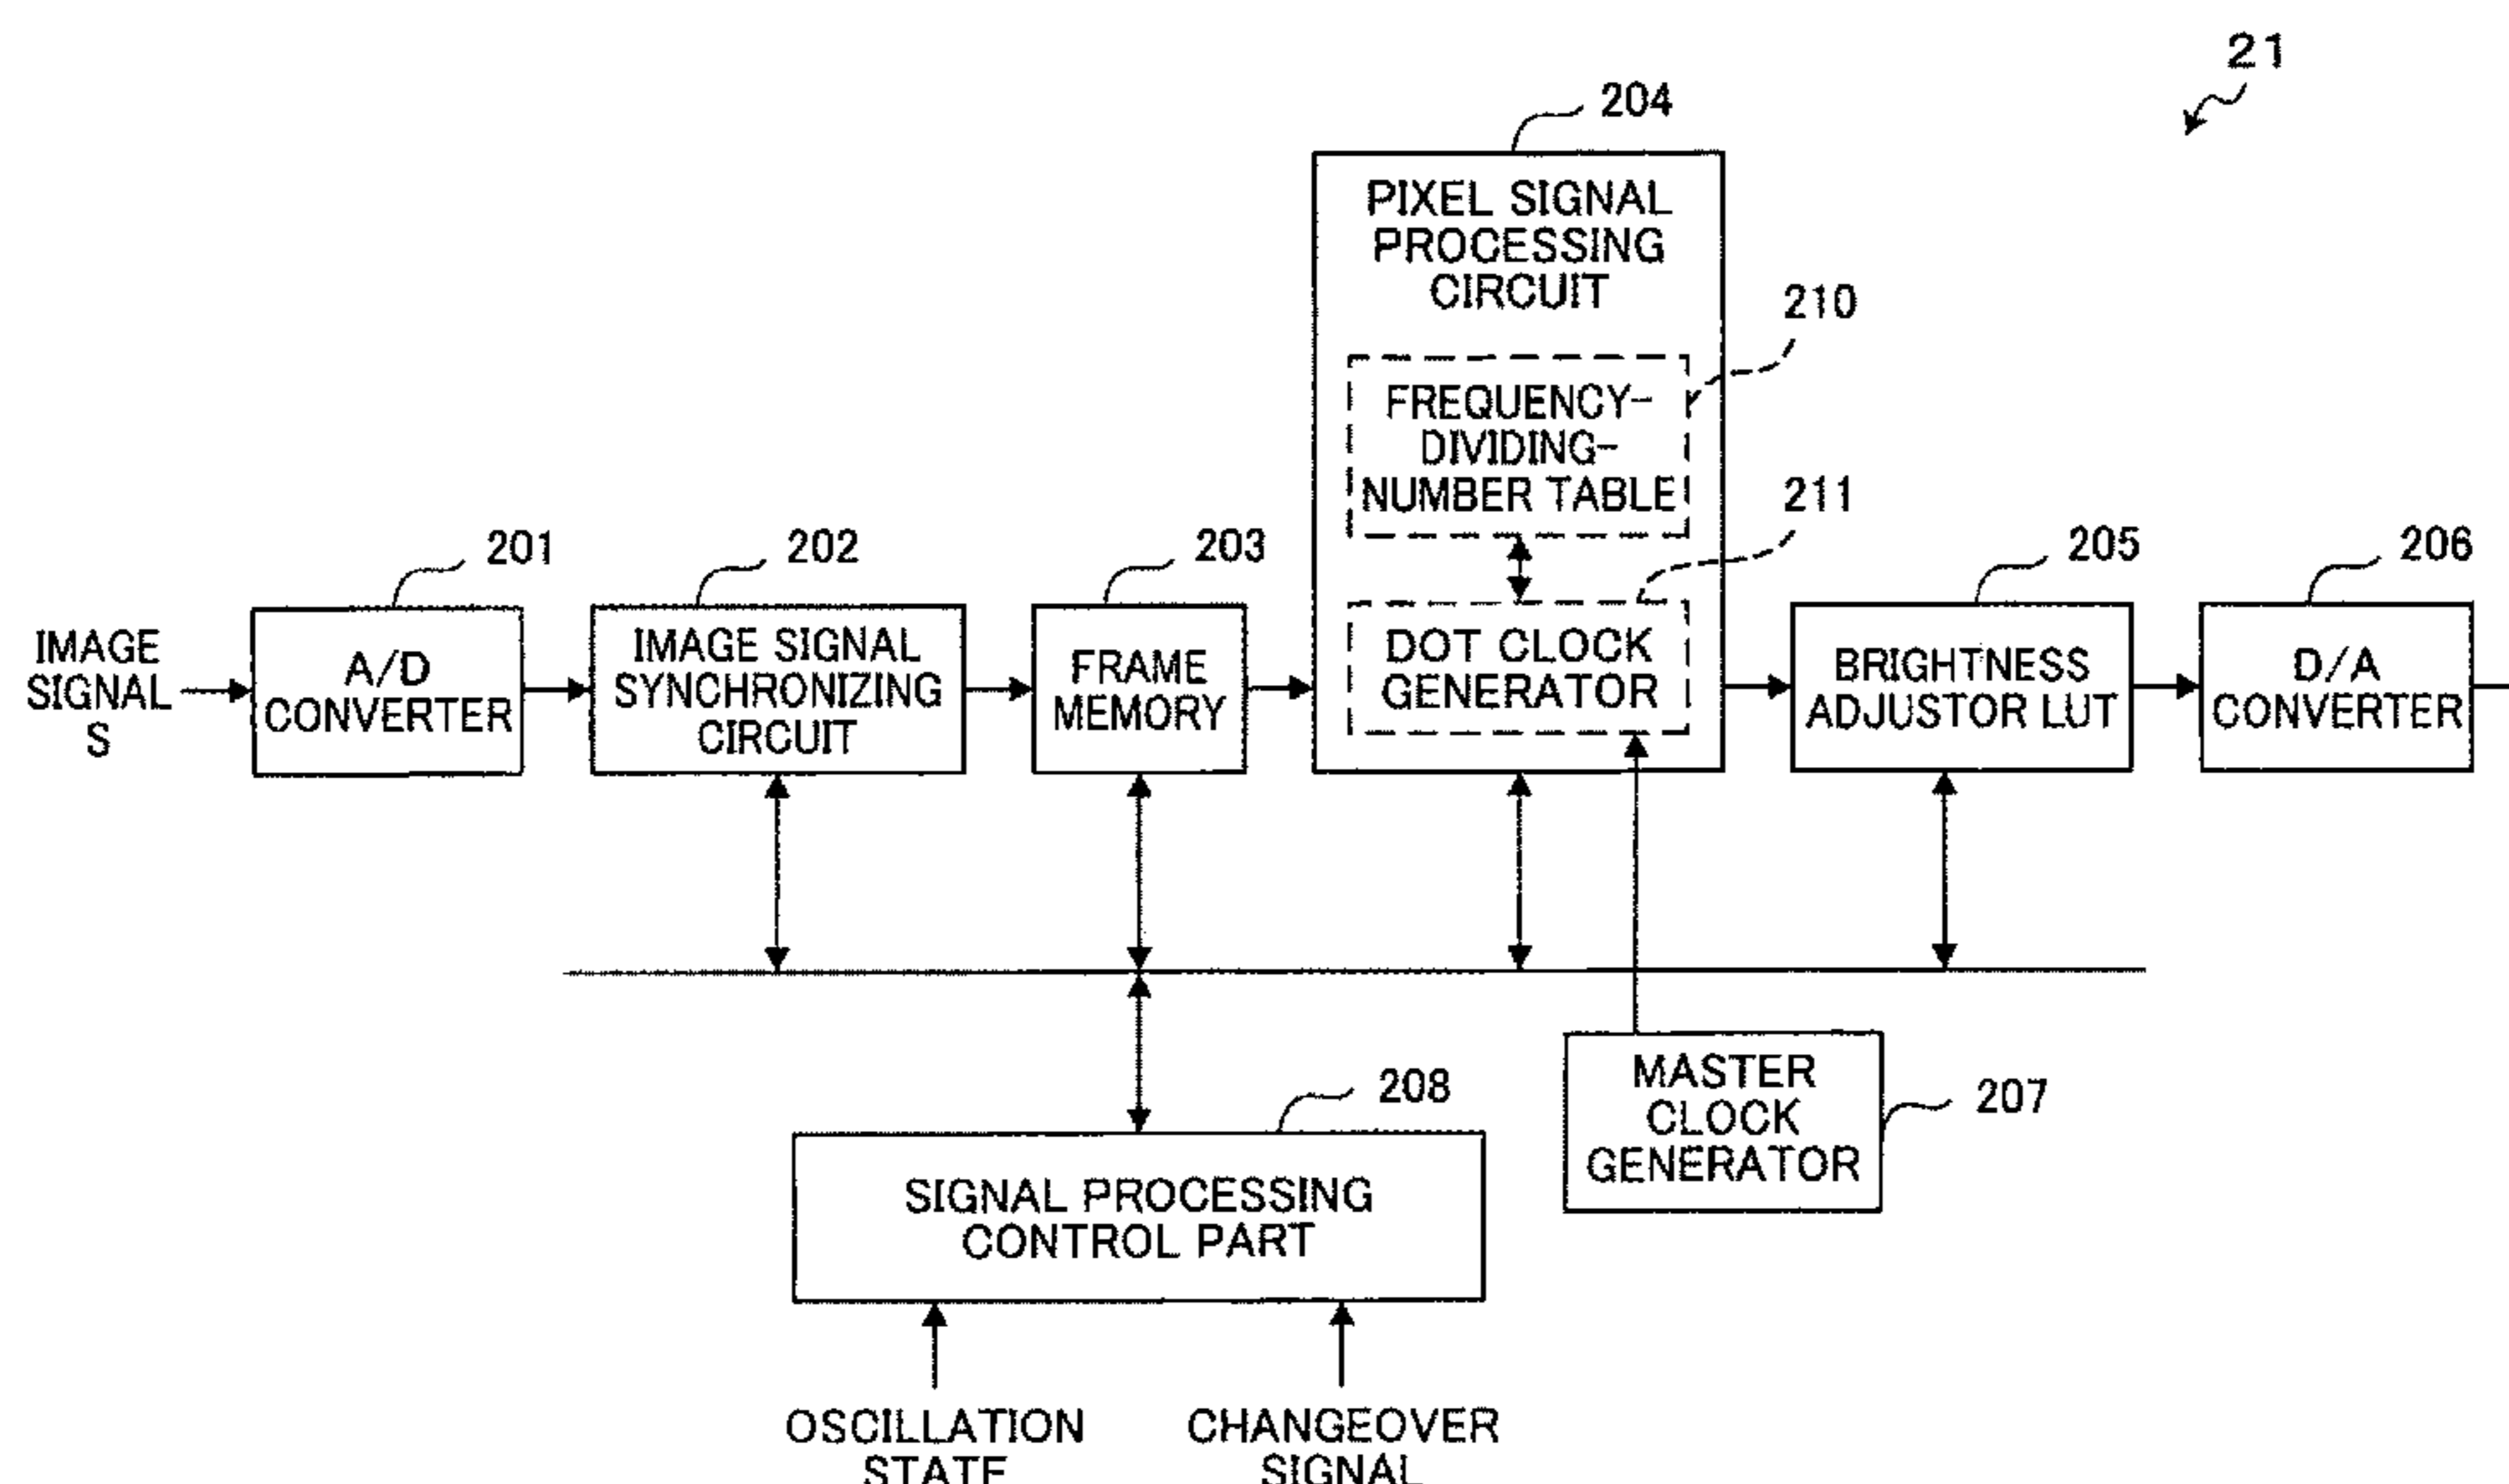 21
204
PIXEL SIGNAL
PROCESSING
CIRCUIT
210
FREQUENCY-
DIVIDING-
NUMBER TABLE
211
201
202
203
205
206
IMAGE
SIGNAL
S
A/D
CONVERTER
IMAGE SIGNAL
SYNCHRONIZING
CIRCUIT
FRAME
MEMORY
DOT CLOCK
GENERATOR
BRIGHTNESS
ADJUSTOR LUT
D/A
CONVERTER
208
SIGNAL PROCESSING
CONTROL PART
MASTER
CLOCK
GENERATOR
207
OSCILLATION
STATE
CHANGEOVER
SIGNAL